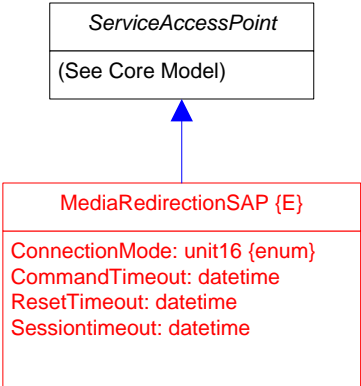 ServiceAccessPoint
(See Core Model)
MediaRedirectionSAP {E}
ConnectionMode: unit16 {enum}
CommandTimeout: datetime
ResetTimeout: datetime
Sessiontimeout: datetime